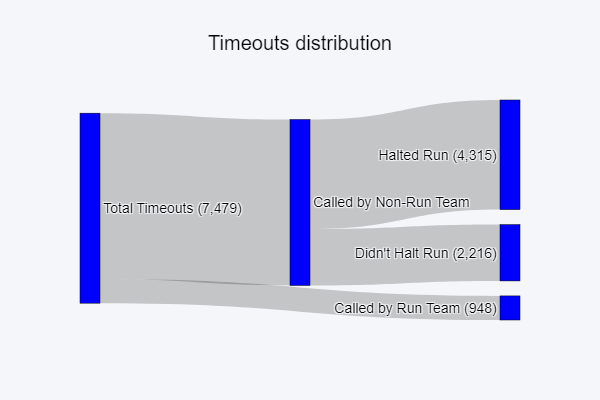 Timeouts distribution
Halted Run (4,315)
Total Timeouts (7,479)
Called by Non-Run Team
Didn't Halt Run (2,216)
Called by Run Team (948)